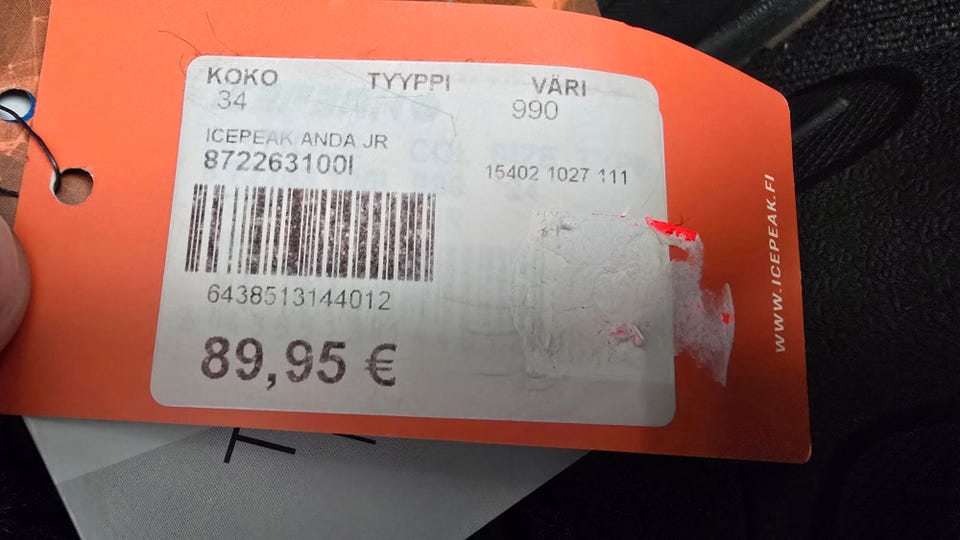 KOKO TYYPPI VÄRI
34 990
ICEPEAK ANDA JR
872263100I
15402 1027 111
6438513144012
89,95 €
WWW.ICEPEAK.FI